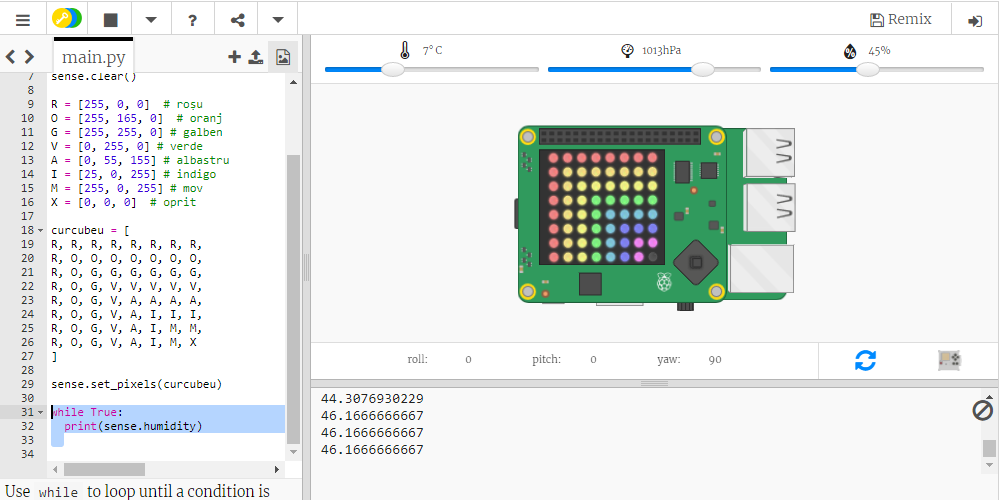 Remix
main.py
7° C
1013hPa
45%
7 sense.clear()
8
9 R = [255, 0, 0]  # roșu
10 O = [255, 165, 0]  # oranj
11 G = [255, 255, 0] # galben
12 V = [0, 255, 0] # verde
13 A = [0, 55, 155] # albastru
14 I = [25, 0, 255] # indigo
15 M = [255, 0, 255] # mov
16 X = [0, 0, 0]  # oprit
17
18 curcubeu = [
19 R, R, R, R, R, R, R, R,
20 R, O, O, O, O, O, O, O,
21 R, O, G, G, G, G, G, G,
22 R, O, G, V, V, V, V, V,
23 R, O, G, V, A, A, A, A,
24 R, O, G, V, A, I, I, I,
25 R, O, G, V, A, I, M, M,
26 R, O, G, V, A, I, M, X
27 ]
28
29 sense.set_pixels(curcubeu)
30
31 while True:
32   print(sense.humidity)
33
34
Use while to loop until a condition is
roll: 0 pitch: 0 yaw: 90
44.3076930229
46.1666666667
46.1666666667
46.1666666667